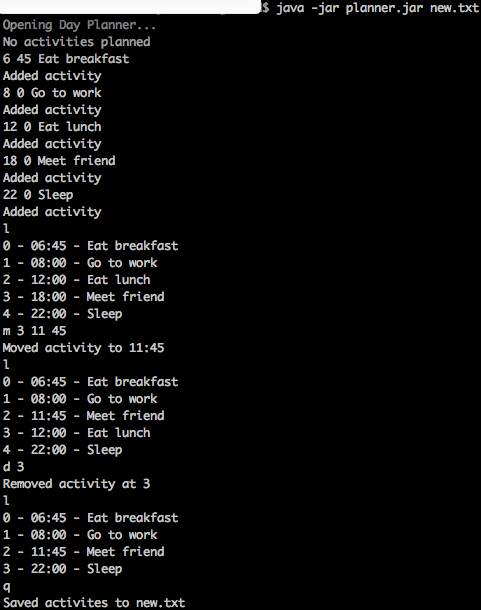 $ java -jar planner.jar new.txt
Opening Day Planner...
No activities planned
6 45 Eat breakfast
Added activity
8 0 Go to work
Added activity
12 0 Eat lunch
Added activity
18 0 Meet friend
Added activity
22 0 Sleep
Added activity
l
0 - 06:45 - Eat breakfast
1 - 08:00 - Go to work
2 - 12:00 - Eat lunch
3 - 18:00 - Meet friend
4 - 22:00 - Sleep
m 3 11 45
Moved activity to 11:45
l
0 - 06:45 - Eat breakfast
1 - 08:00 - Go to work
2 - 11:45 - Meet friend
3 - 12:00 - Eat lunch
4 - 22:00 - Sleep
d 3
Removed activity at 3
l
0 - 06:45 - Eat breakfast
1 - 08:00 - Go to work
2 - 11:45 - Meet friend
3 - 22:00 - Sleep
q
Saved activites to new.txt